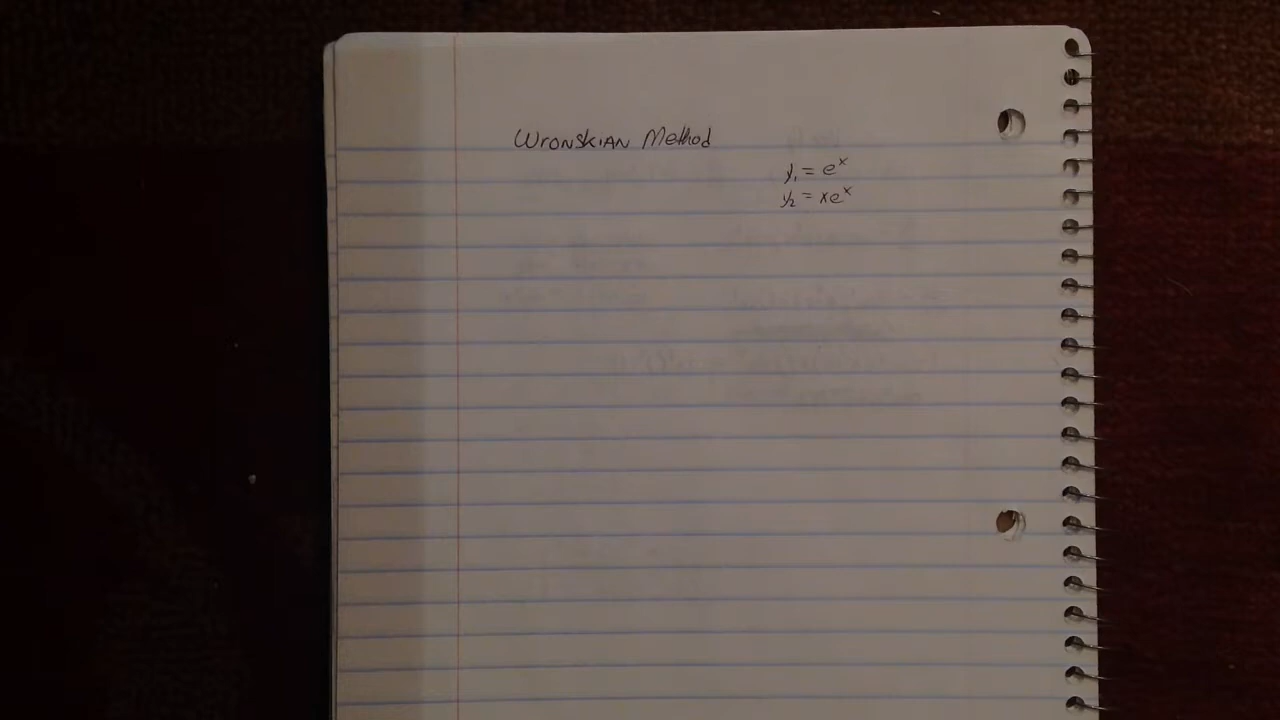 Wronskian Method
y₁ = eˣ
y₂ = xeˣ